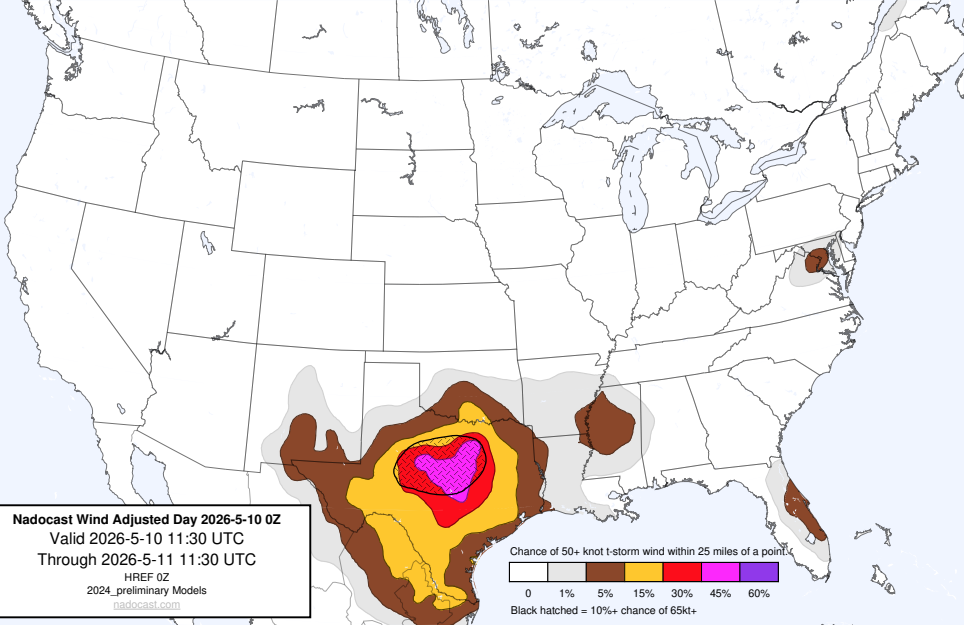 Nadocast Wind Adjusted Day 2026-5-10 0Z
Valid 2026-5-10 11:30 UTC
Through 2026-5-11 11:30 UTC
HREF 0Z
2024_preliminary Models
nadocast.com
Chance of 50+ knot t-storm wind within 25 miles of a point.
0 1% 5% 15% 30% 45% 60%
Black hatched = 10%+ chance of 65kt+